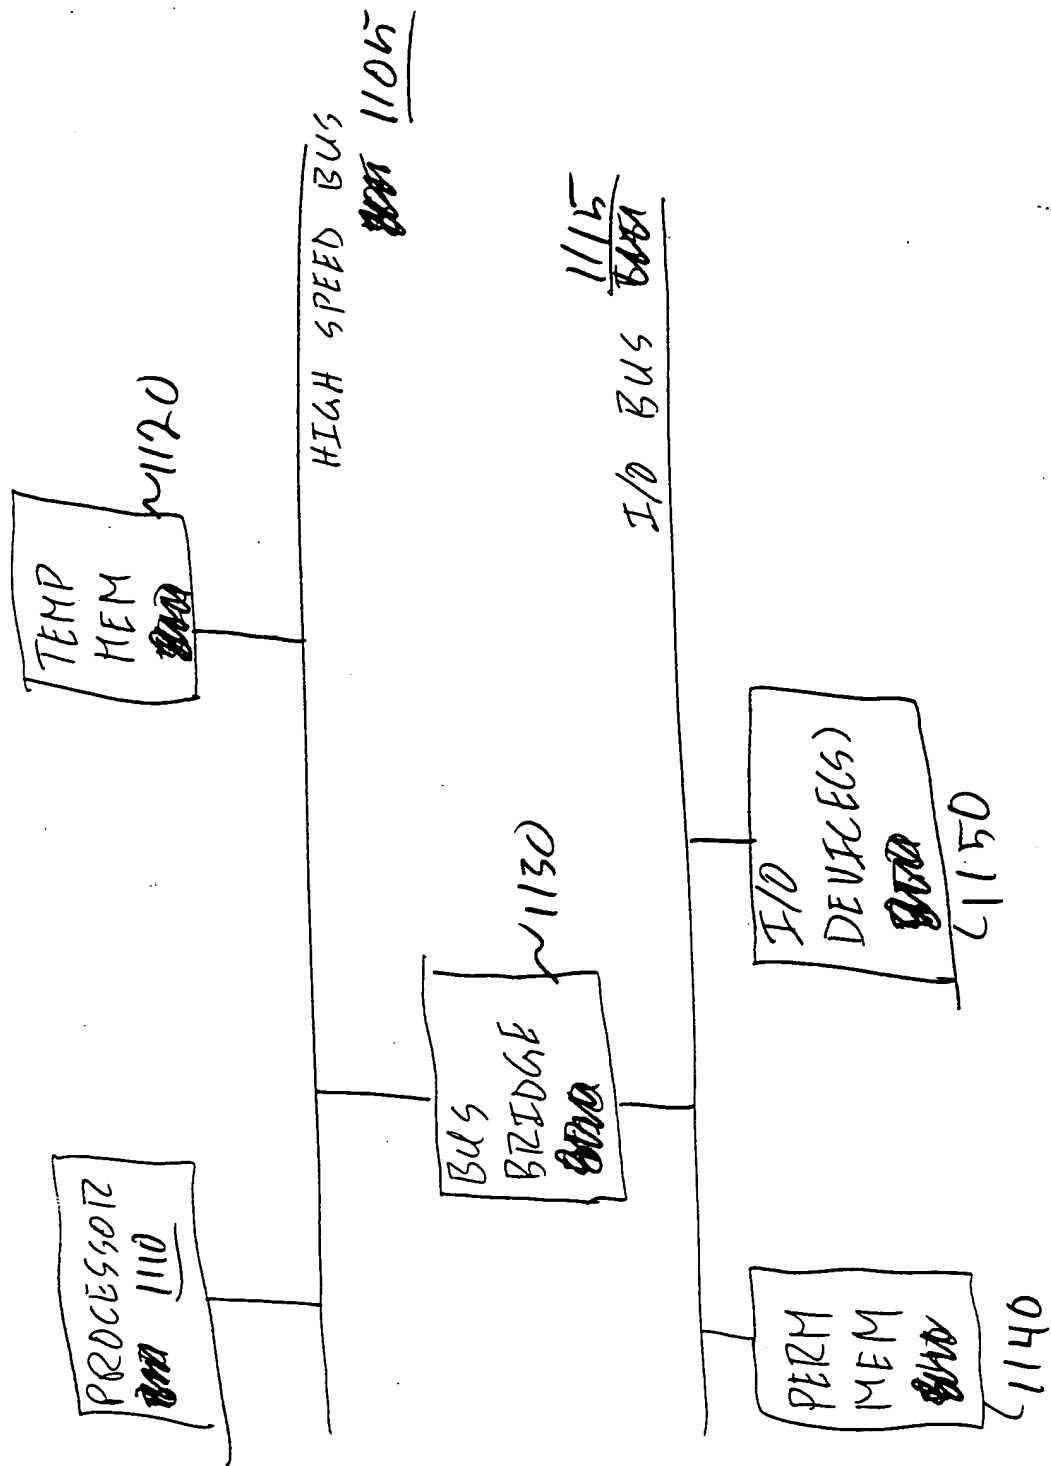 PROCESSOR
1110
TEMP
MEM
1120
HIGH SPEED BUS
1105
BUS
BRIDGE
1130
I/O BUS 1115
PERM
MEM
1140
I/O
DEVICE(S)
1150